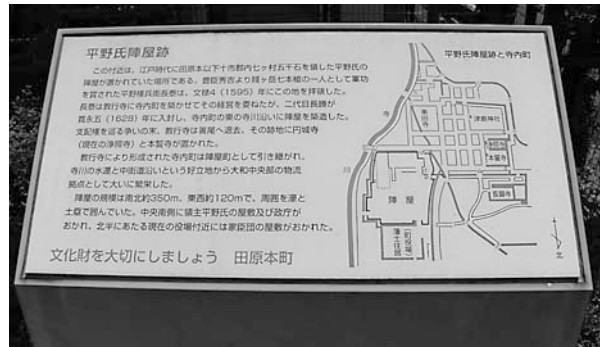 平野氏陣屋跡
この付近は、江戸時代に田原本以下十市郡内七ヶ村五千石を領した平野氏の
陣屋が置かれていた場所である。豊臣秀吉より賤ヶ岳七本槍の一人として軍功
を賞された平野権兵衛長泰は、文禄4（1595）年にこの地を拝領した。
長泰は教行寺に寺内町を築かせてその経営を委ねたが、二代目長勝が
寛永五（1628）年に入封し、寺内町の東の寺川沿いに陣屋を築造した。
支配権を巡る争いの末、教行寺は箸尾へ退去、その跡地に円城寺
（現在の浄照寺）と本誓寺が置かれた。
教行寺により形成された寺内町は陣屋町として引き継がれ、
寺川の水運と中街道沿いという好立地から大和中央部の物流
拠点として大いに繁栄した。
陣屋の規模は南北約350m、東西約120mで、周囲を濠と
土塁で囲んでいた。中央南側に領主平野氏の屋敷及び政庁が
おかれ、北半にあたる現在の役場付近には家臣団の屋敷がおかれた。
文化財を大切にしましょう　田原本町
平野氏陣屋跡と寺内町
寺
川
津島神社
浄照寺
本誓寺
陣屋
（町役場）
藩士住居
北